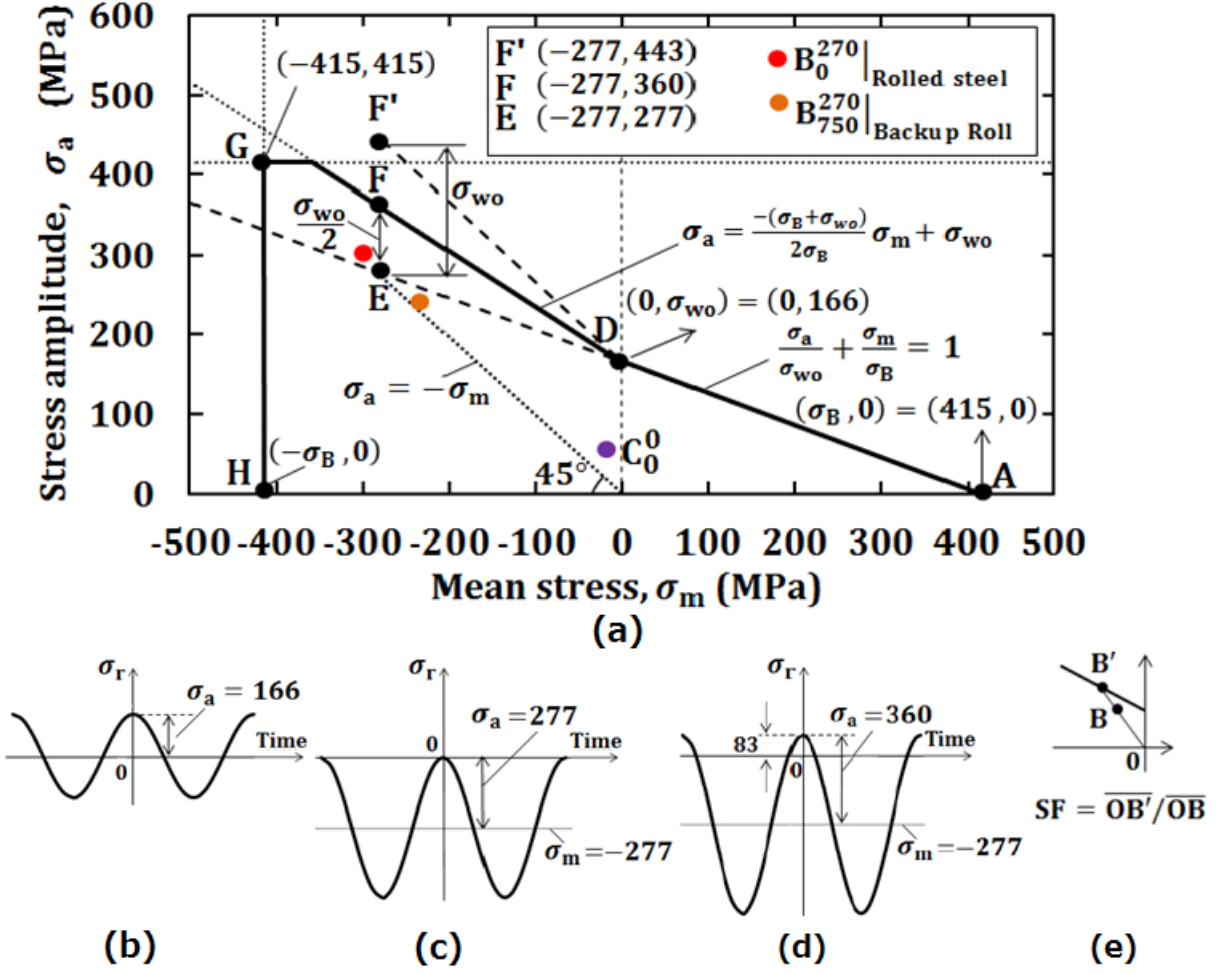 600
500
400
300
200
100
0
Stress amplitude, σₐ (MPa)
(−415, 415)
F' (−277, 443)
F (−277, 360)
E (−277, 277)
B₀²⁷⁰|Rolled steel
B₇₅₀²⁷⁰|Backup Roll
G
F'
F
σwo
σwo/2
E
σa = −(σB+σwo)/2σB σm + σwo
D
(0, σwo) = (0, 166)
σa/σwo + σm/σB = 1
σa = −σm
(σB, 0) = (415, 0)
(−σB, 0)
H
45°
C₀⁰
A
-500 -400 -300 -200 -100 0 100 200 300 400 500
Mean stress, σm (MPa)
(a)
σr
σa = 166
Time
0
(b)
σr
σa = 277
0
Time
σm = −277
(c)
σr
σa = 360
83
Time
0
σm = −277
(d)
B'
B
0
SF = O̅B̅'̅/O̅B̅
(e)